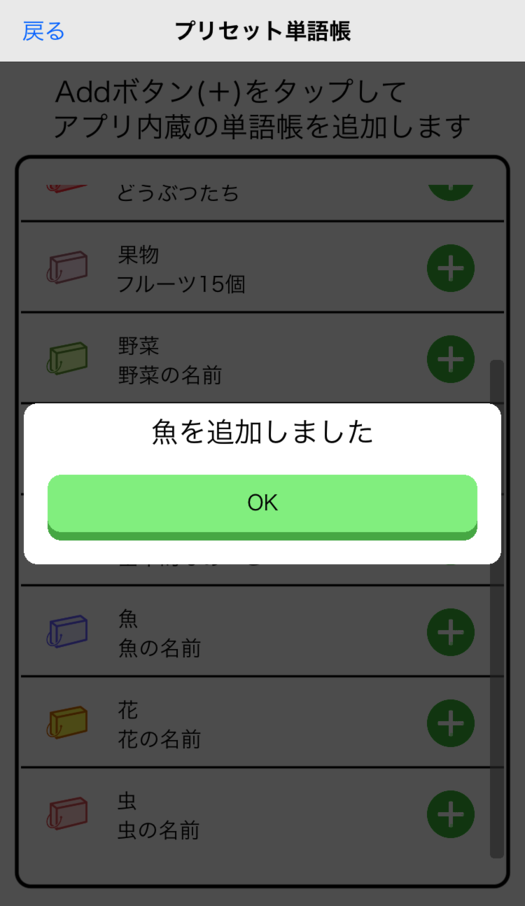 戻る
プリセット単語帳
Addボタン(+)をタップして
アプリ内蔵の単語帳を追加します
どうぶつたち
果物
フルーツ15個
野菜
野菜の名前
魚を追加しました
OK
魚
魚の名前
花
花の名前
虫
虫の名前